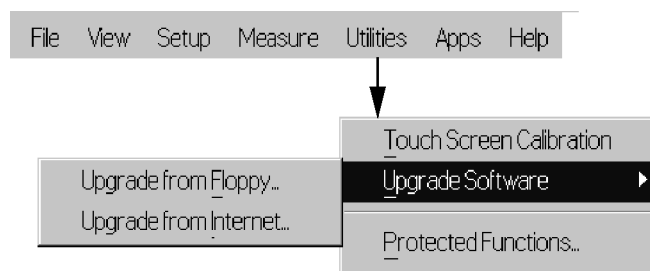 File View Setup Measure Utilities Apps Help
Touch Screen Calibration
Upgrade from Floppy... Upgrade Software
Upgrade from Internet...
Protected Functions...